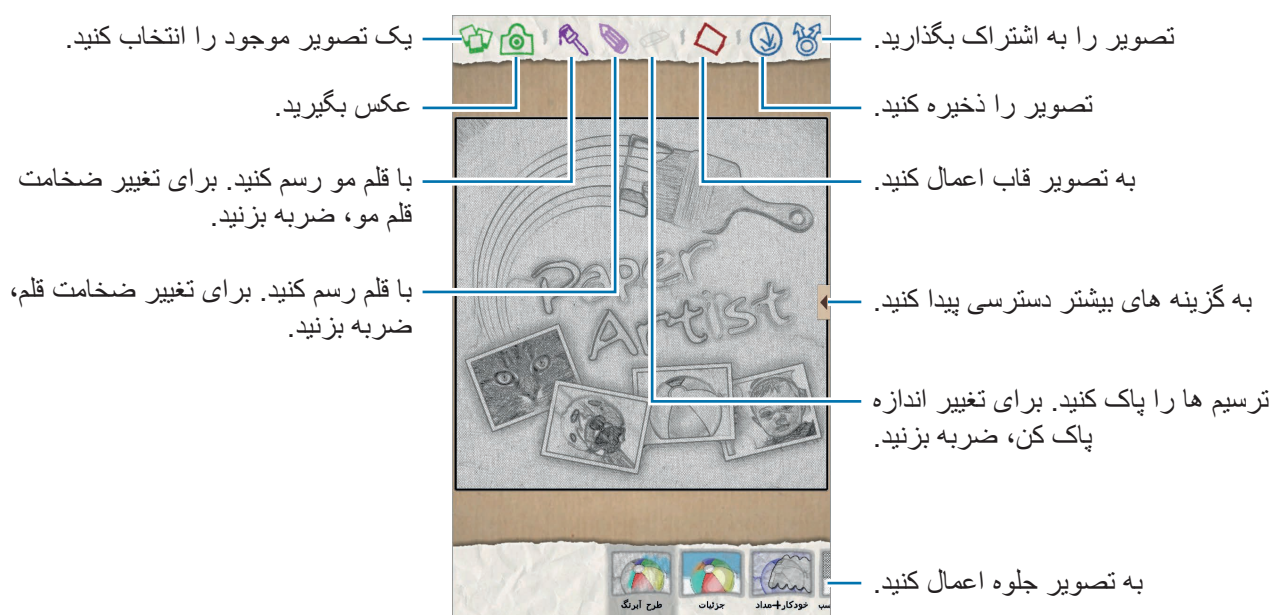 تصویر را به اشتراک بگذارید.
تصویر را ذخیره کنید.
به تصویر قاب اعمال کنید.
به گزینه های بیشتر دسترسی پیدا کنید.
ترسیم ها را پاک کنید. برای تغییر اندازه
پاک کن، ضربه بزنید.
به تصویر جلوه اعمال کنید.
یک تصویر موجود را انتخاب کنید.
عکس بگیرید.
با قلم مو رسم کنید. برای تغییر ضخامت
قلم مو، ضربه بزنید.
با قلم رسم کنید. برای تغییر ضخامت قلم،
ضربه بزنید.
Paper
Artist
خودکار+مداد
جزئیات
طرح آبرنگ